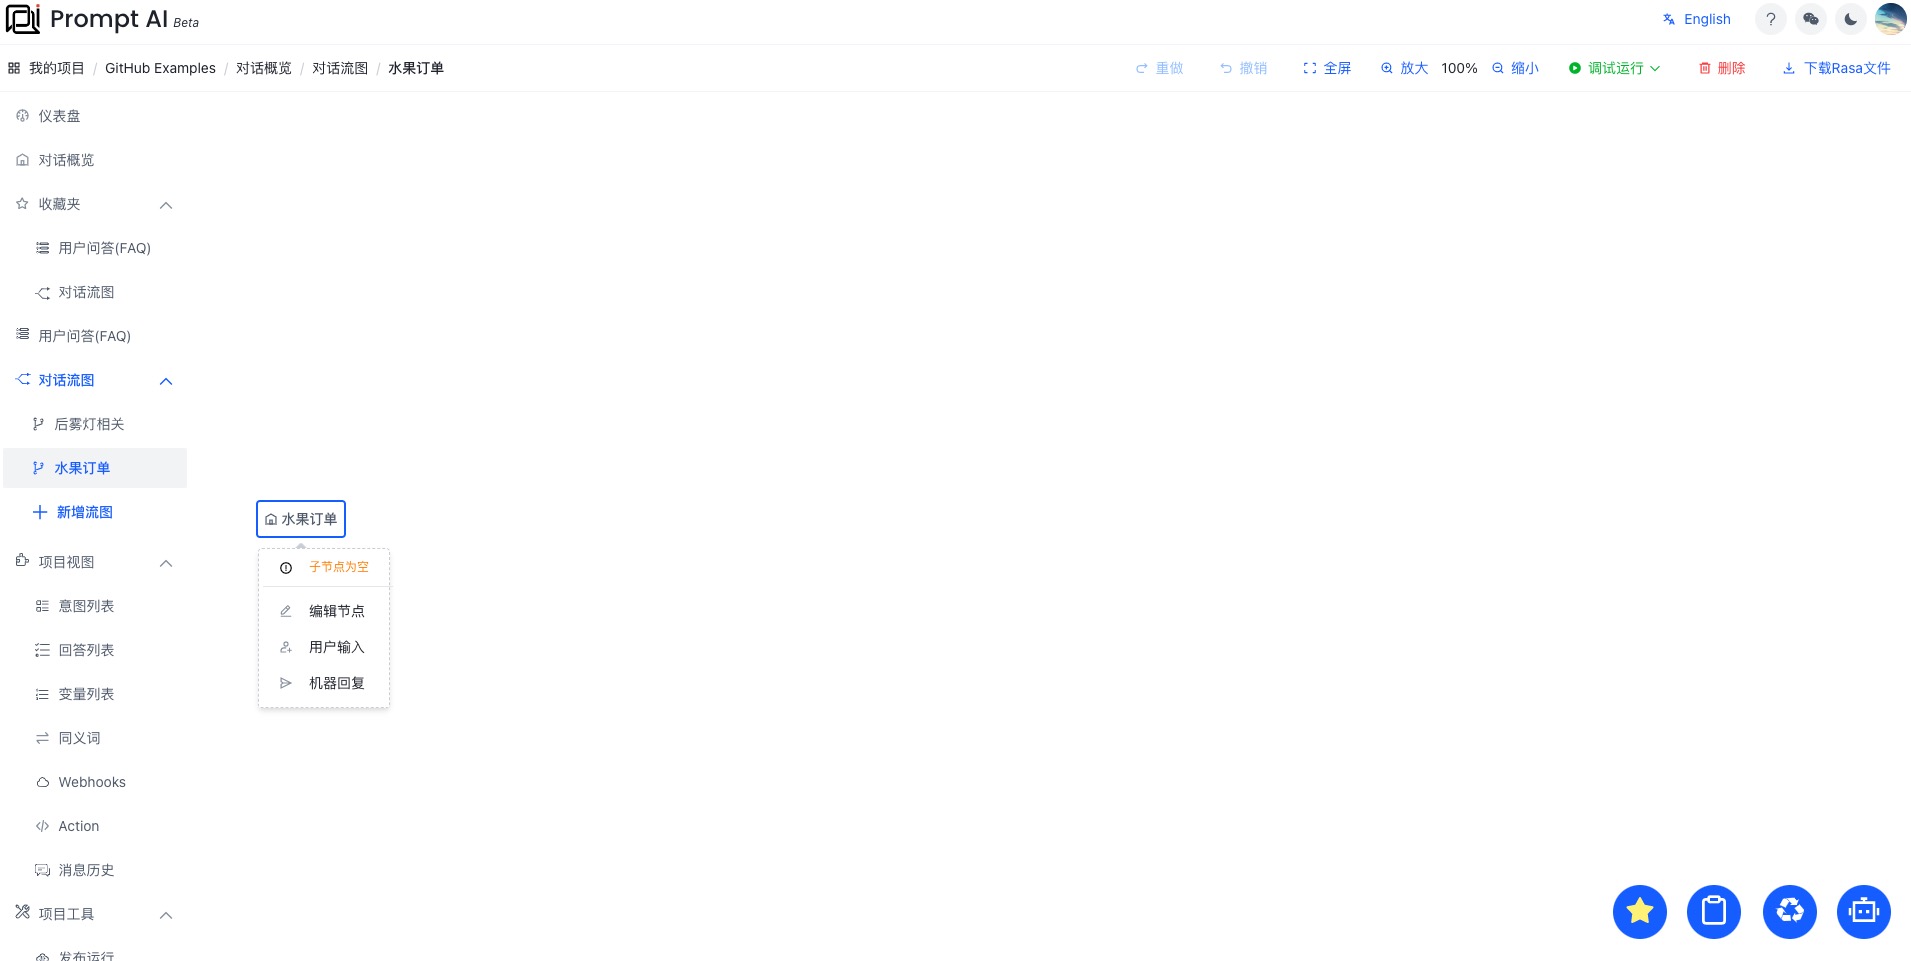 Prompt AI Beta
English
?
我的项目 / GitHub Examples / 对话概览 / 对话流图 / 水果订单
重做 撤销 全屏 放大 100% 缩小 调试运行 删除 下载Rasa文件
仪表盘
对话概览
收藏夹
用户问答(FAQ)
对话流图
用户问答(FAQ)
对话流图
后雾灯相关
水果订单
新增流图
项目视图
意图列表
回答列表
变量列表
同义词
Webhooks
Action
消息历史
项目工具
发布运行
水果订单
子节点为空
编辑节点
用户输入
机器回复